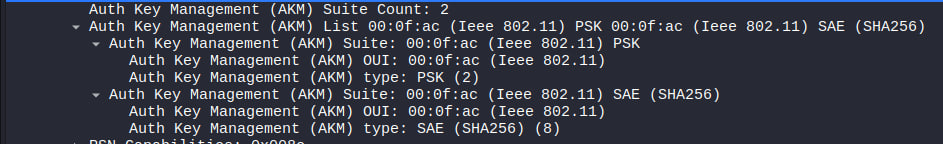 Auth Key Management (AKM) Suite Count: 2
Auth Key Management (AKM) List 00:0f:ac (Ieee 802.11) PSK 00:0f:ac (Ieee 802.11) SAE (SHA256)
Auth Key Management (AKM) Suite: 00:0f:ac (Ieee 802.11) PSK
Auth Key Management (AKM) OUI: 00:0f:ac (Ieee 802.11)
Auth Key Management (AKM) type: PSK (2)
Auth Key Management (AKM) Suite: 00:0f:ac (Ieee 802.11) SAE (SHA256)
Auth Key Management (AKM) OUI: 00:0f:ac (Ieee 802.11)
Auth Key Management (AKM) type: SAE (SHA256) (8)